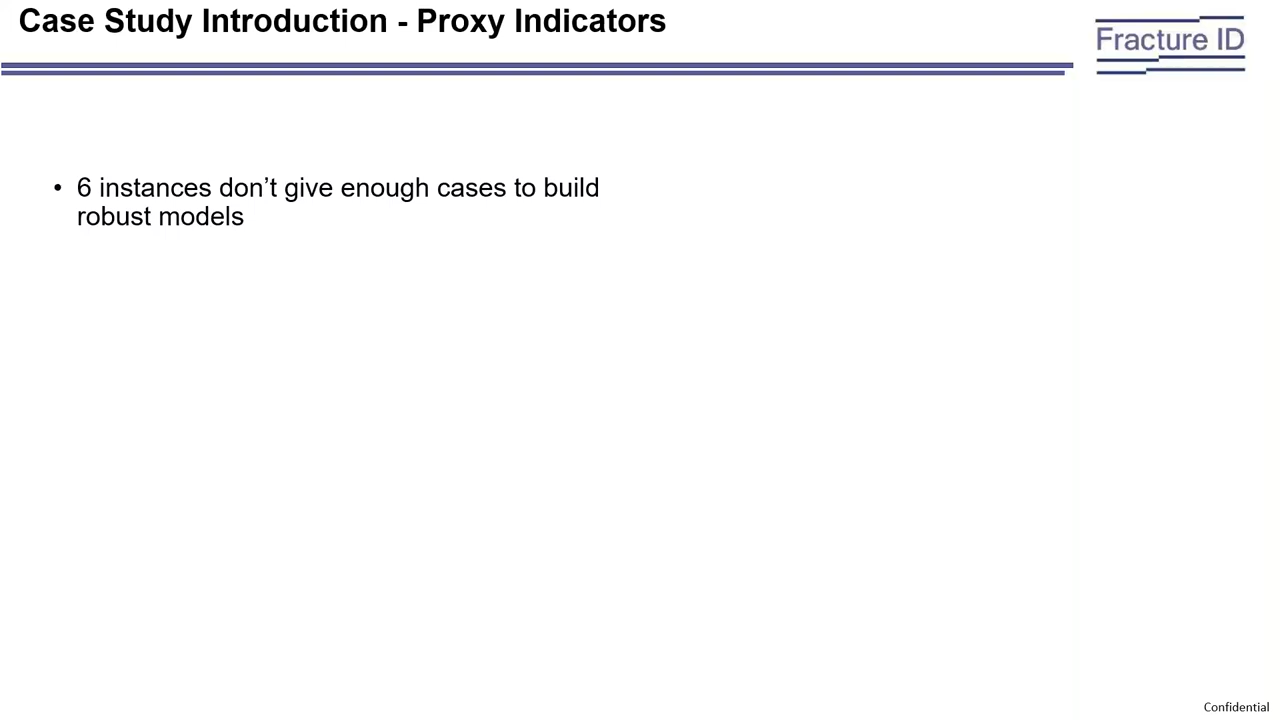 Case Study Introduction - Proxy Indicators
Fracture ID
• 6 instances don’t give enough cases to build
robust models
Confidential